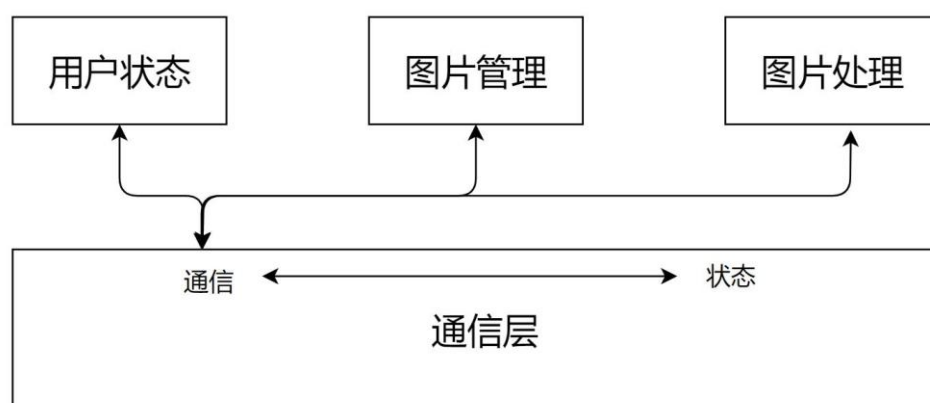 用户状态
图片管理
图片处理
通信
状态
通信层